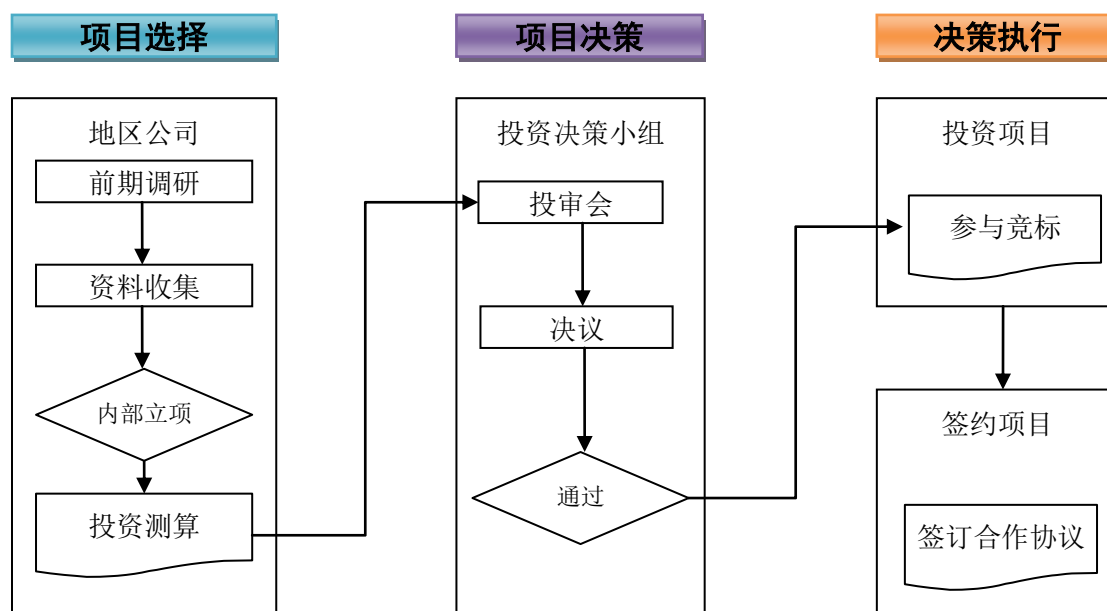 项目选择
项目决策
决策执行
地区公司
前期调研
资料收集
内部立项
投资测算
投资决策小组
投审会
决议
通过
投资项目
参与竞标
签约项目
签订合作协议